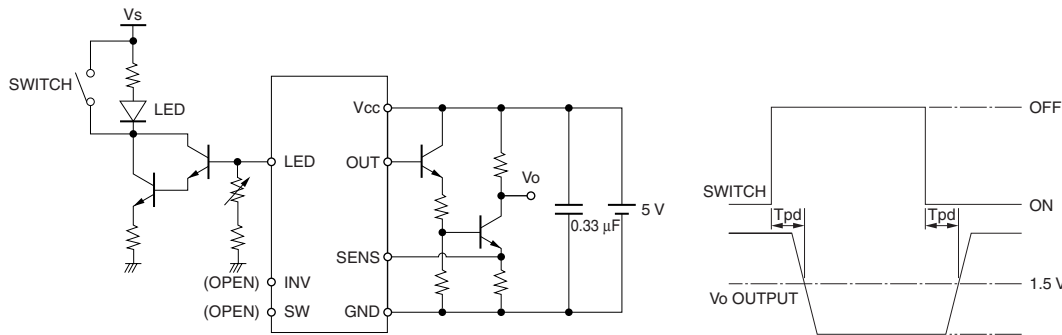 Vs
SWITCH
LED
Vcc
LED
OUT
Vo
0.33 μF
5 V
SENS
(OPEN)
INV
(OPEN)
SW
GND
OFF
SWITCH
ON
Tpd
Tpd
1.5 V
Vo OUTPUT